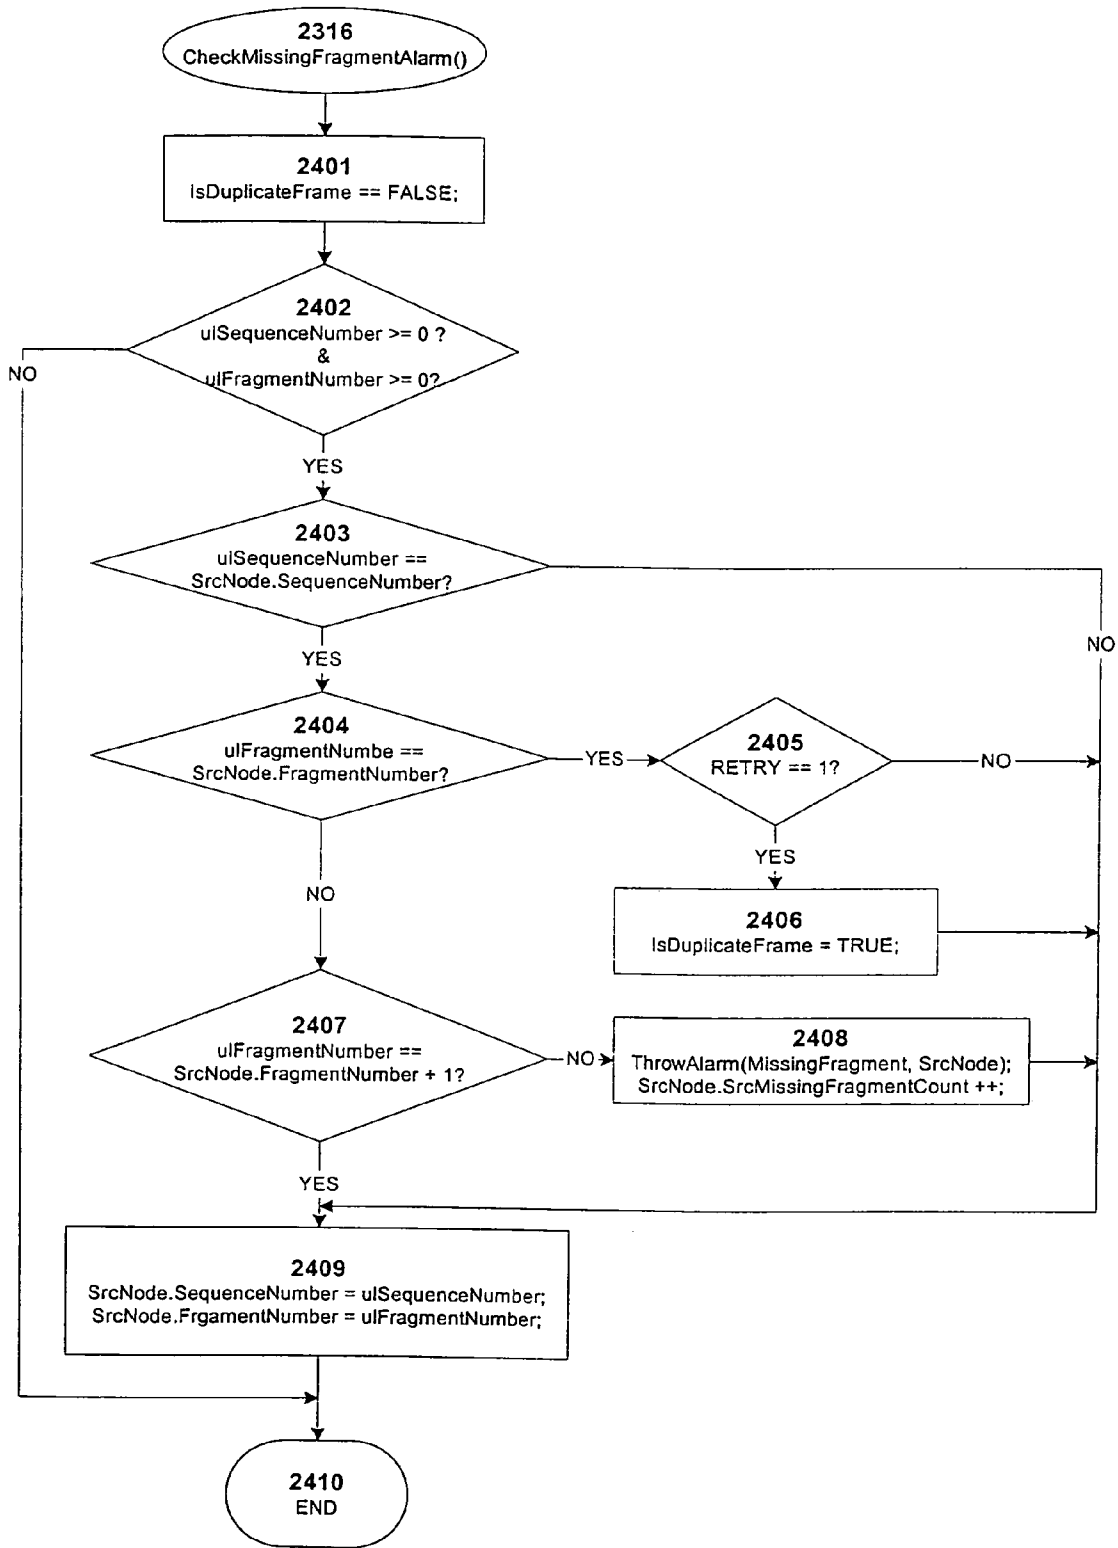 2316
CheckMissingFragmentAlarm()
2401
IsDuplicateFrame == FALSE;
2402
ulSequenceNumber >= 0 ?
&
ulFragmentNumber >= 0?
NO
YES
2403
ulSequenceNumber ==
SrcNode.SequenceNumber?
NO
YES
2404
ulFragmentNumbe ==
SrcNode.FragmentNumber?
YES
2405
RETRY == 1?
NO
YES
NO
2406
IsDuplicateFrame = TRUE;
2407
ulFragmentNumber ==
SrcNode.FragmentNumber + 1?
NO
2408
ThrowAlarm(MissingFragment, SrcNode);
SrcNode.SrcMissingFragmentCount ++;
YES
2409
SrcNode.SequenceNumber = ulSequenceNumber;
SrcNode.FrgamentNumber = ulFragmentNumber;
2410
END